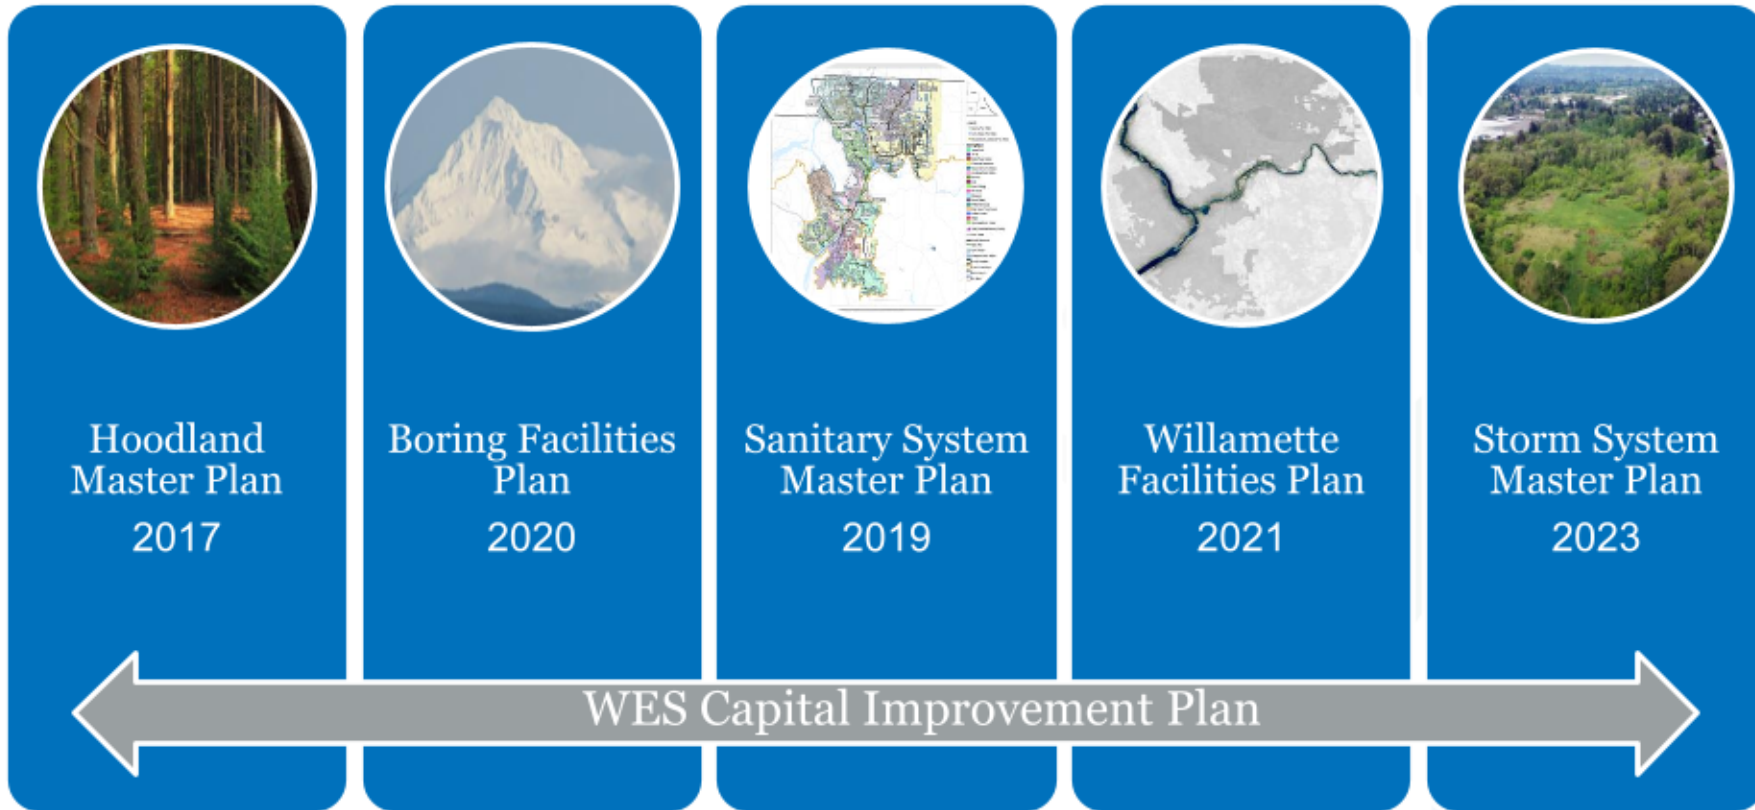 Hoodland
Master Plan
2017
Boring Facilities
Plan
2020
Sanitary System
Master Plan
2019
Willamette
Facilities Plan
2021
Storm System
Master Plan
2023
WES Capital Improvement Plan